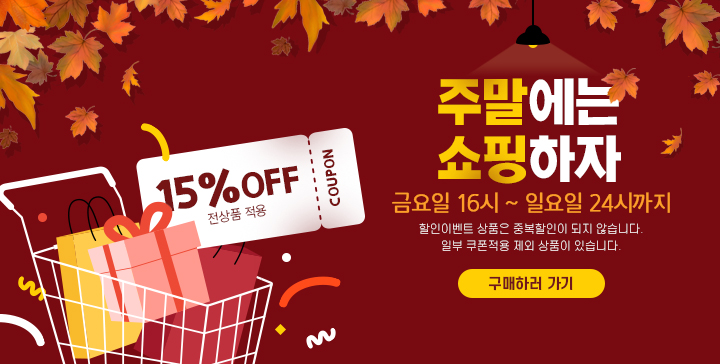 주말에는
쇼핑하자
금요일 16시 ~ 일요일 24시까지
할인이벤트 상품은 중복할인이 되지 않습니다.
일부 쿠폰적용 제외 상품이 있습니다.
구매하러 가기
15%OFF
전상품 적용
COUPON